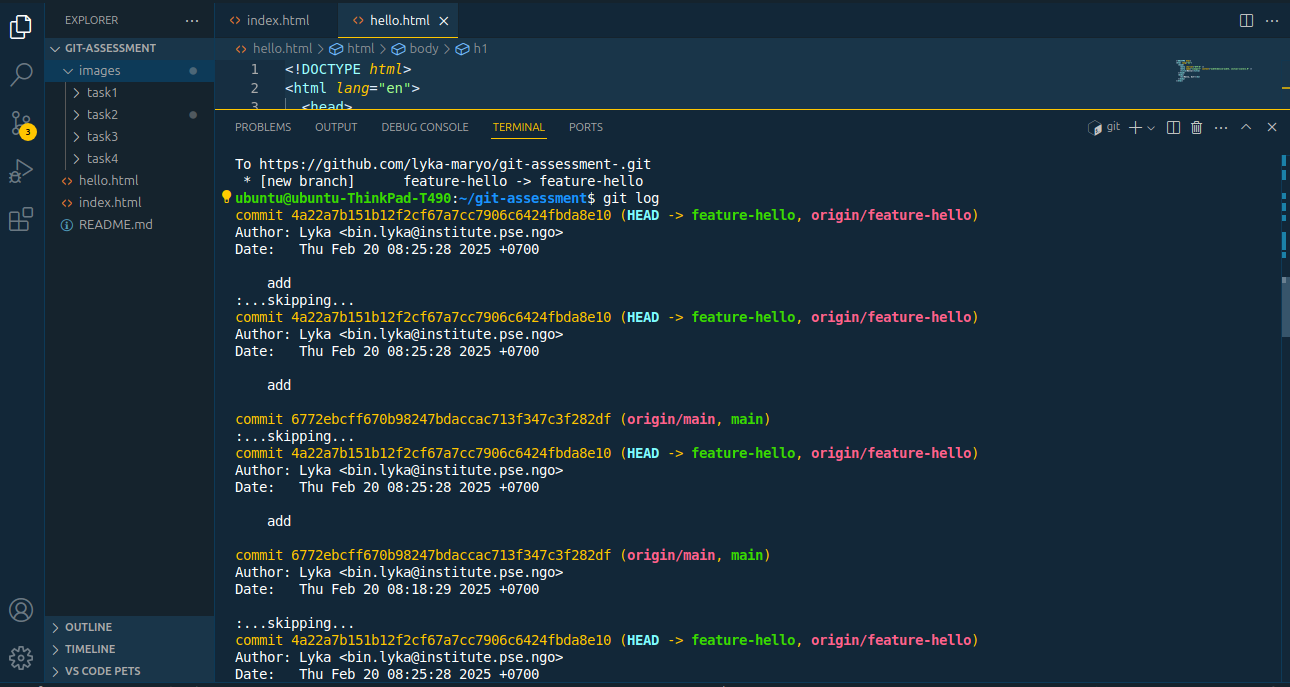 EXPLORER
GIT-ASSESSMENT
images
task1
task2
task3
task4
hello.html
index.html
README.md
OUTLINE
TIMELINE
VS CODE PETS
3
index.html
hello.html
hello.html > html > body > h1
1 <!DOCTYPE html>
2 <html lang="en">
3 <head>
PROBLEMS OUTPUT DEBUG CONSOLE TERMINAL PORTS
git
To https://github.com/lyka-maryo/git-assessment-.git
* [new branch] feature-hello -> feature-hello
ubuntu@ubuntu-ThinkPad-T490:~/git-assessment$ git log
commit 4a22a7b151b12f2cf67a7cc7906c6424fbda8e10 (HEAD -> feature-hello, origin/feature-hello)
Author: Lyka <bin.lyka@institute.pse.ngo>
Date: Thu Feb 20 08:25:28 2025 +0700
add
:...skipping...
commit 4a22a7b151b12f2cf67a7cc7906c6424fbda8e10 (HEAD -> feature-hello, origin/feature-hello)
Author: Lyka <bin.lyka@institute.pse.ngo>
Date: Thu Feb 20 08:25:28 2025 +0700
add
commit 6772ebcff670b98247bdaccac713f347c3f282df (origin/main, main)
:...skipping...
commit 4a22a7b151b12f2cf67a7cc7906c6424fbda8e10 (HEAD -> feature-hello, origin/feature-hello)
Author: Lyka <bin.lyka@institute.pse.ngo>
Date: Thu Feb 20 08:25:28 2025 +0700
add
commit 6772ebcff670b98247bdaccac713f347c3f282df (origin/main, main)
Author: Lyka <bin.lyka@institute.pse.ngo>
Date: Thu Feb 20 08:18:29 2025 +0700
:...skipping...
commit 4a22a7b151b12f2cf67a7cc7906c6424fbda8e10 (HEAD -> feature-hello, origin/feature-hello)
Author: Lyka <bin.lyka@institute.pse.ngo>
Date: Thu Feb 20 08:25:28 2025 +0700